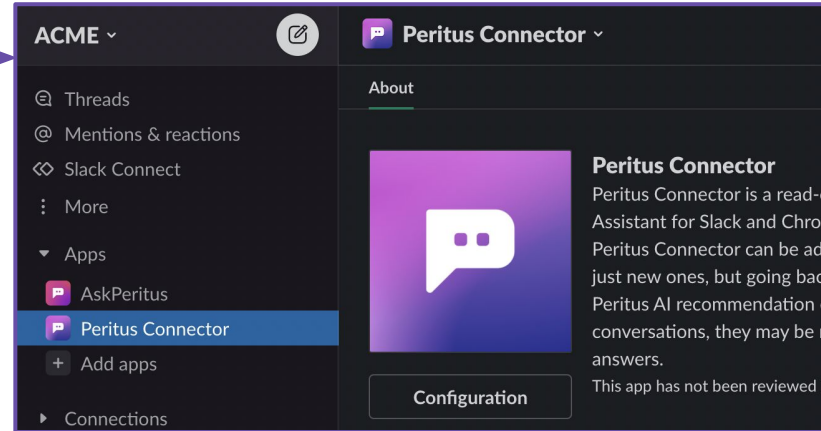 ACME
Threads
Mentions & reactions
Slack Connect
More
Apps
AskPeritus
Peritus Connector
Add apps
Connections
Peritus Connector
About
Peritus Connector
Peritus Connector is a read-
Assistant for Slack and Chro
Peritus Connector can be ad
just new ones, but going bac
Peritus AI recommendation
conversations, they may be
answers.
This app has not been reviewed
Configuration